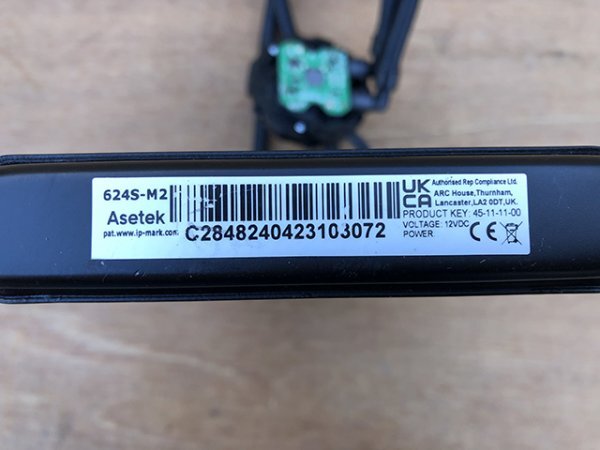 624S-M2
Asetek
pat.www.ip-mark.com
C2848240423103072
UK
CA
Authorised Rep Compliance Ltd.
ARC House, Thurnham,
Lancaster,LA2 0DT,UK.
PRODUCT KEY: 45-11-11-00
VOLTAGE: 12VDC
POWER
CE